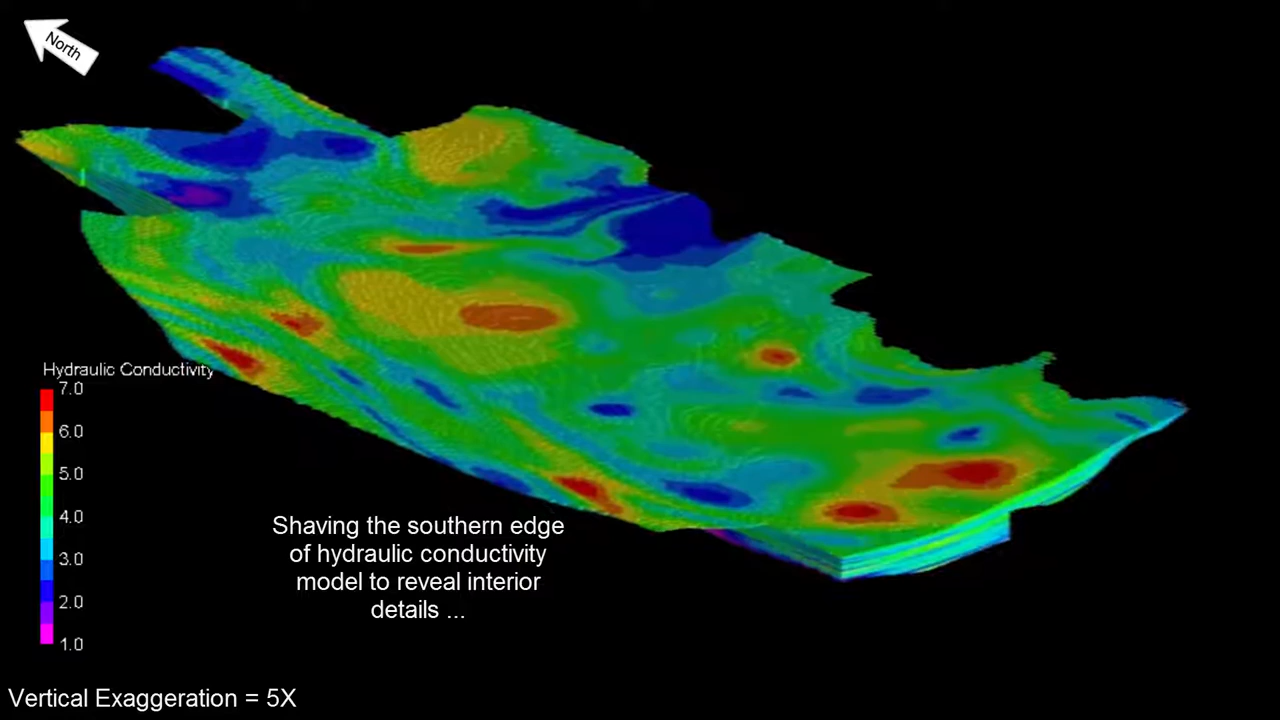 North
Hydraulic Conductivity
7.0
6.0
5.0
4.0
3.0
2.0
1.0
Shaving the southern edge
of hydraulic conductivity
model to reveal interior
details ...
Vertical Exaggeration = 5X